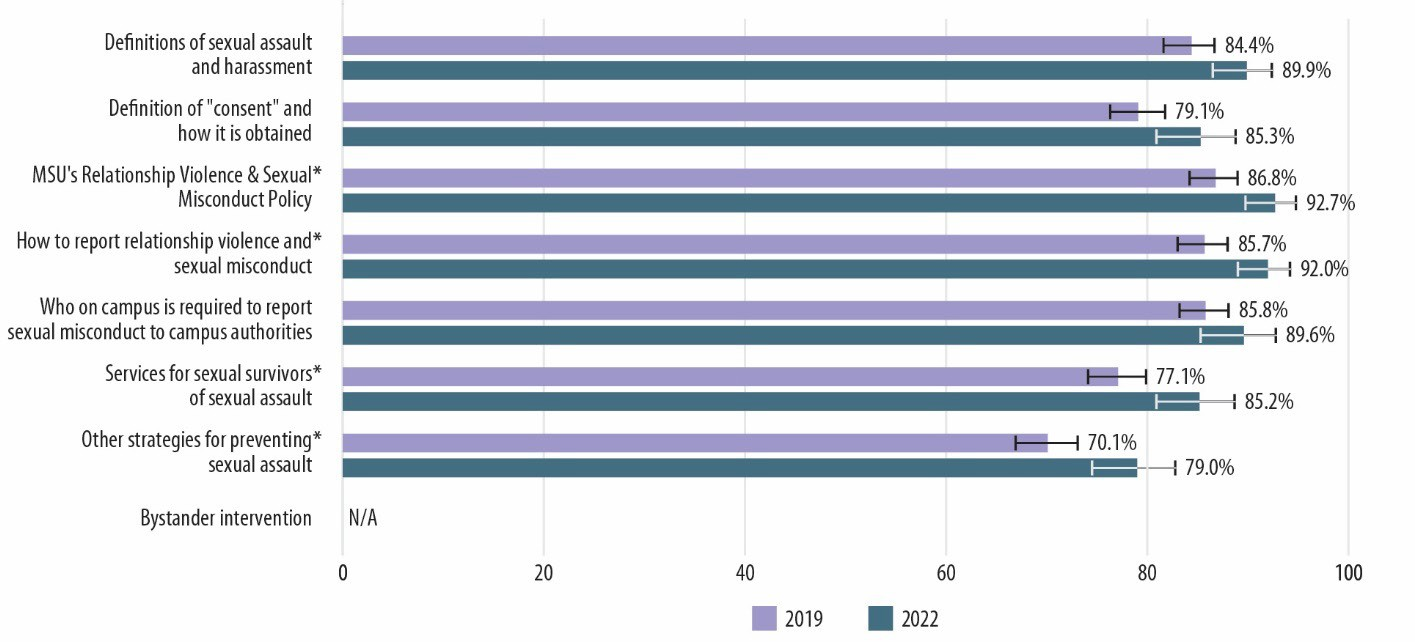 Definitions of sexual assault
and harassment
84.4%
89.9%
Definition of "consent" and
how it is obtained
79.1%
85.3%
MSU's Relationship Violence & Sexual*
Misconduct Policy
86.8%
92.7%
How to report relationship violence and*
sexual misconduct
85.7%
92.0%
Who on campus is required to report
sexual misconduct to campus authorities
85.8%
89.6%
Services for sexual survivors*
of sexual assault
77.1%
85.2%
Other strategies for preventing*
sexual assault
70.1%
79.0%
Bystander intervention N/A
0 20 40 60 80 100
2019 2022